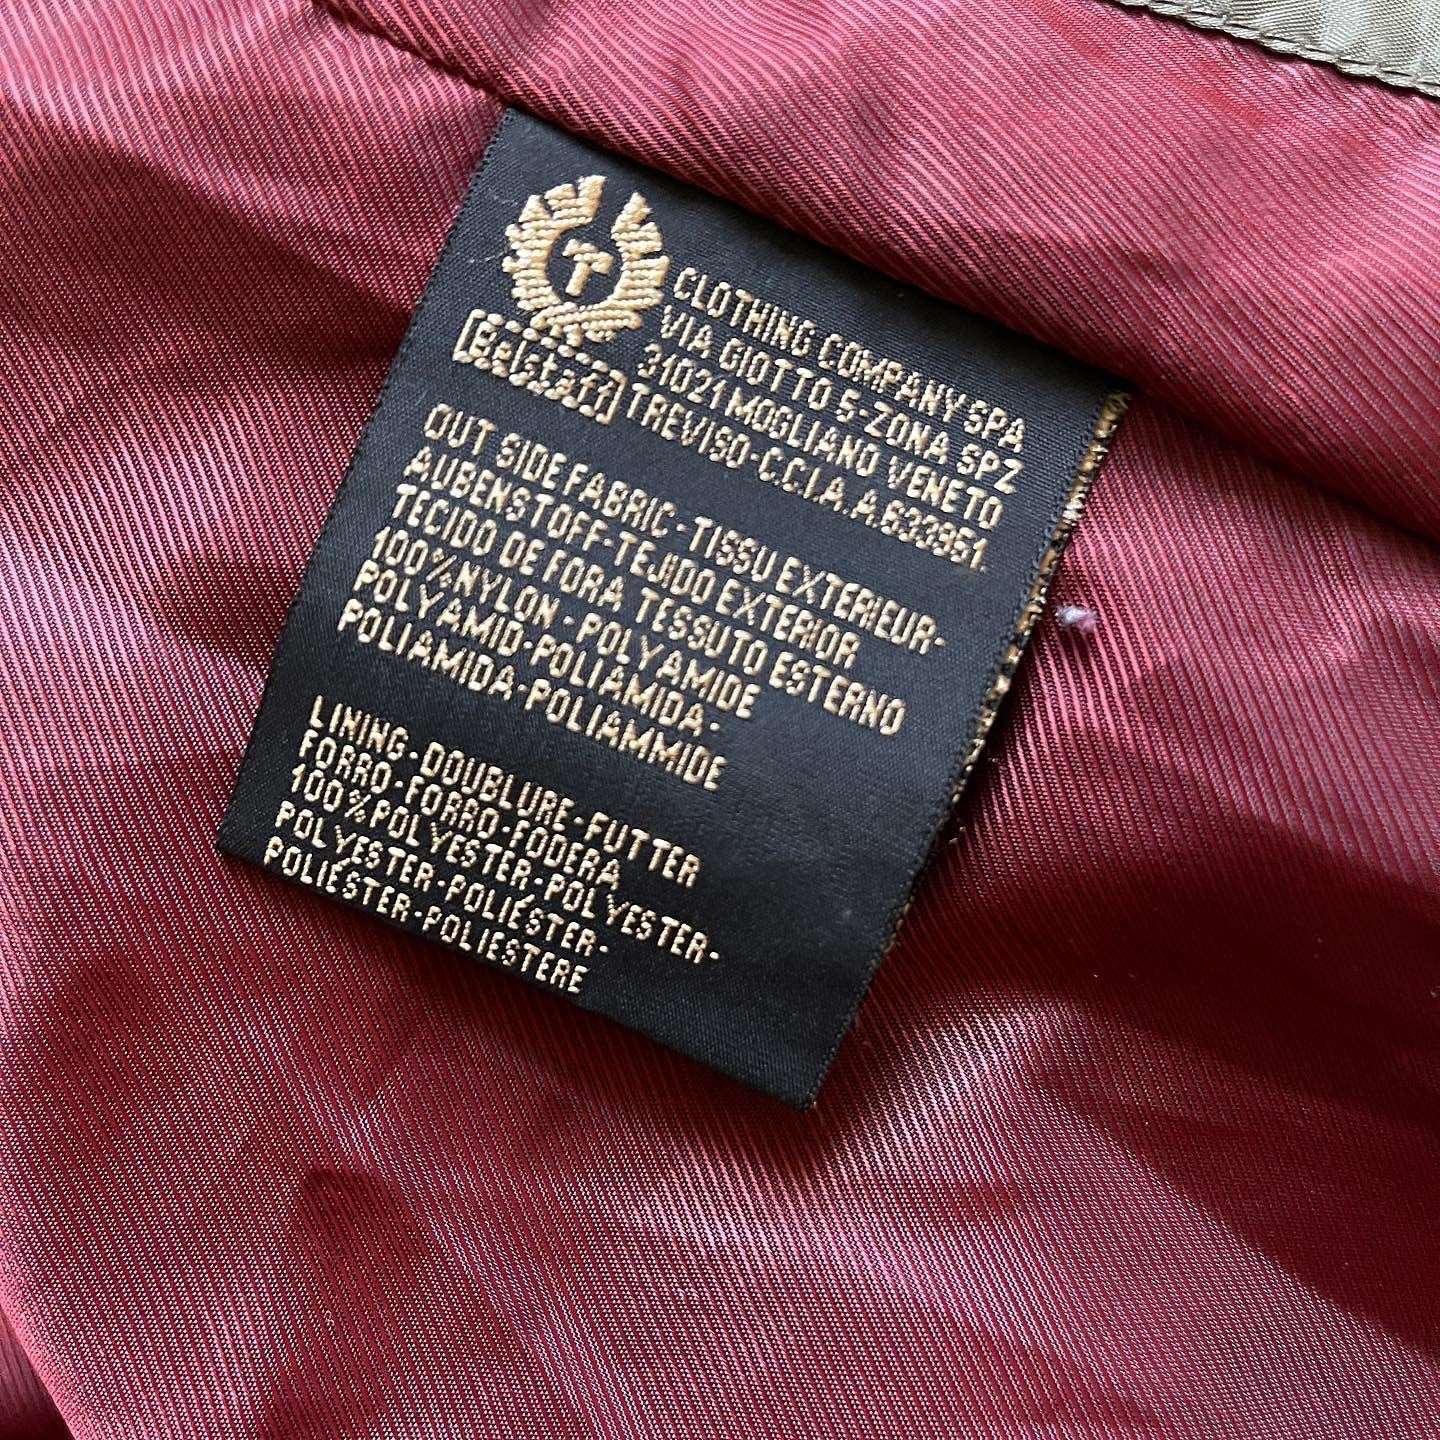 Belstaff
CLOTHING COMPANY SPA
VIA GIOTTO 5-ZONA SPZ
31021 MOGLIANO VENETO
TREVISO-C.C.I.A.A.633951
OUT SIDE FABRIC-TISSU EXTERIEUR-
AUBENSTOFF-TEJIDO EXTERIOR
TECIDO DE FORA TESSUTO ESTERNO
100%NYLON-POLYAMIDE
POLYAMID-POLIAMIDA-
POLIAMIDA-POLIAMMIDE
LINING-DOUBLURE-FUTTER
FORRO-FORRO-FODERA
100%POLYESTER-POLYESTER-
POLYESTER-POLIÉSTER-
POLIÉSTER-POLIESTERE